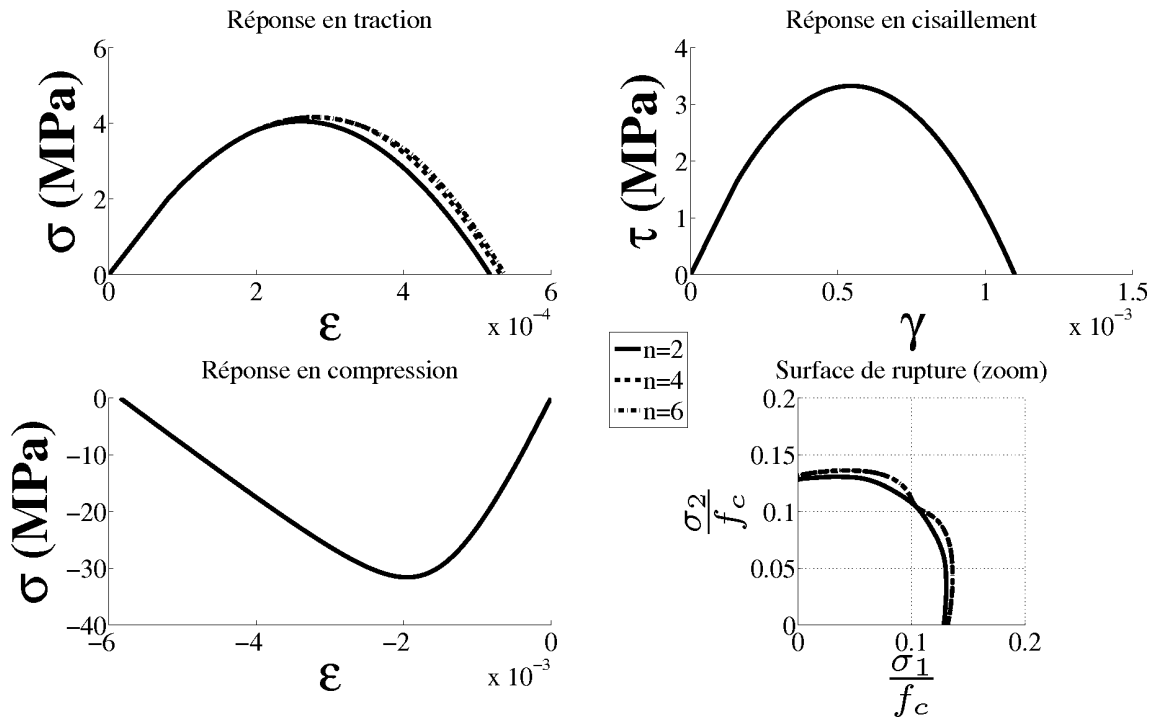 Réponse en traction
6
4
2
0
σ (MPa)
0
2
4
6
x 10⁻⁴
ε
Réponse en cisaillement
4
3
2
1
0
τ (MPa)
0
0.5
1
1.5
x 10⁻³
γ
n=2
n=4
n=6
Réponse en compression
0
−10
−20
−30
−40
σ (MPa)
−6
−4
−2
0
x 10⁻³
ε
Surface de rupture (zoom)
0.2
0.15
0.1
0.05
0
σ2
fc
0
0.1
0.2
σ1
fc